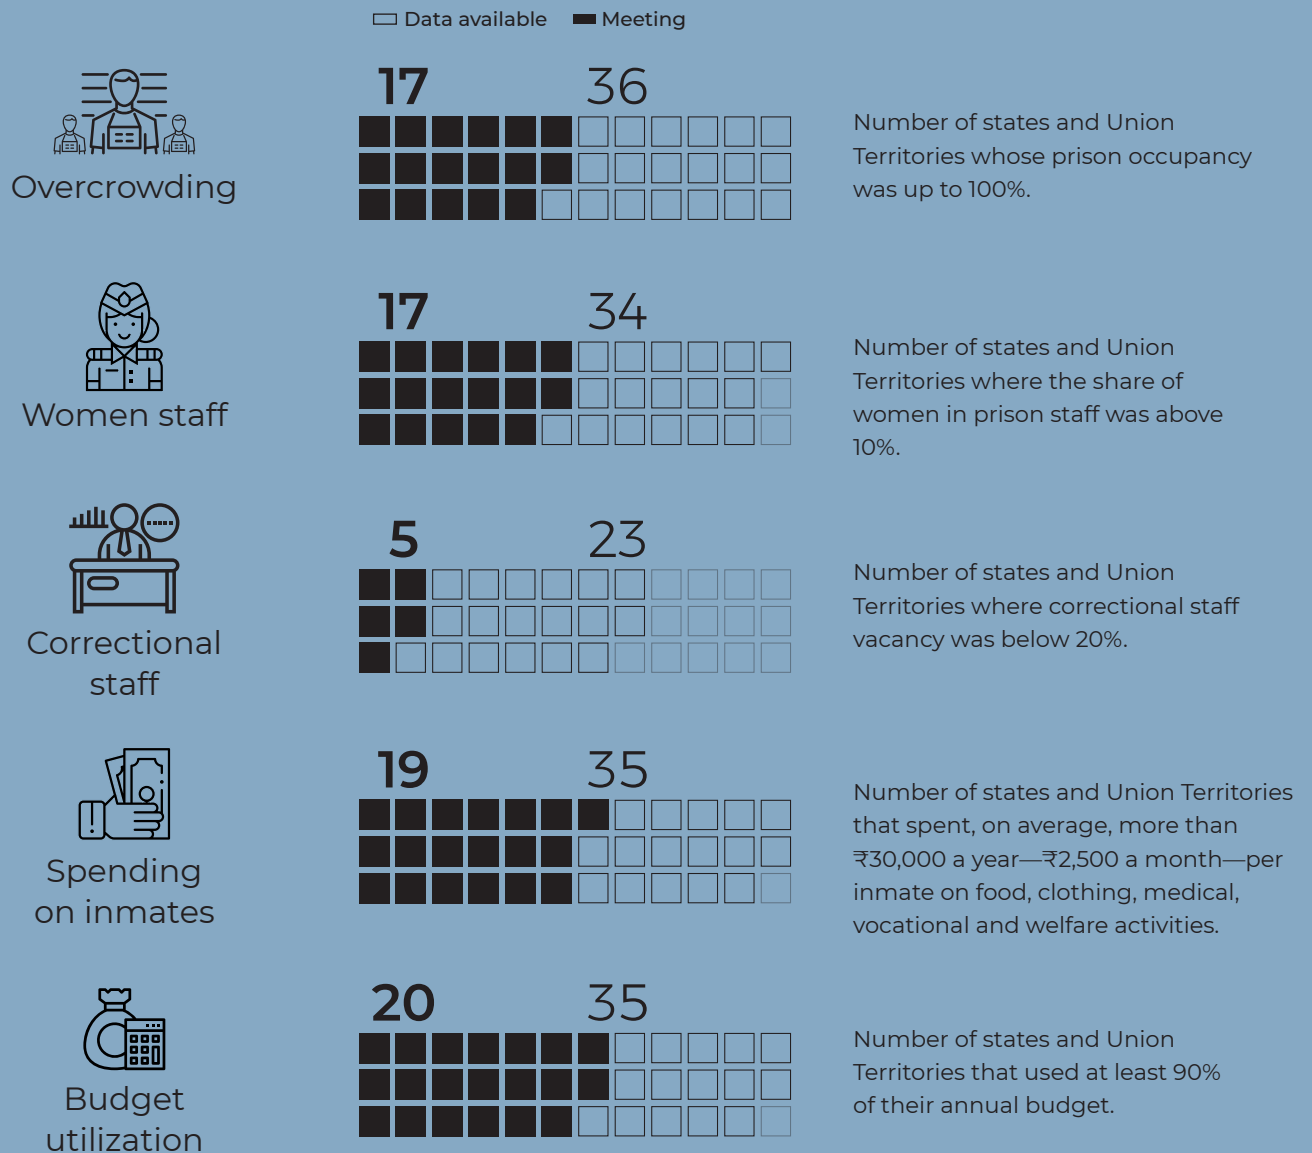 Data available Meeting
17 36
Overcrowding
Number of states and Union
Territories whose prison occupancy
was up to 100%.
17 34
Women staff
Number of states and Union
Territories where the share of
women in prison staff was above
10%.
5 23
Correctional
staff
Number of states and Union
Territories where correctional staff
vacancy was below 20%.
19 35
Spending
on inmates
Number of states and Union Territories
that spent, on average, more than
₹30,000 a year—₹2,500 a month—per
inmate on food, clothing, medical,
vocational and welfare activities.
20 35
Budget
utilization
Number of states and Union
Territories that used at least 90%
of their annual budget.